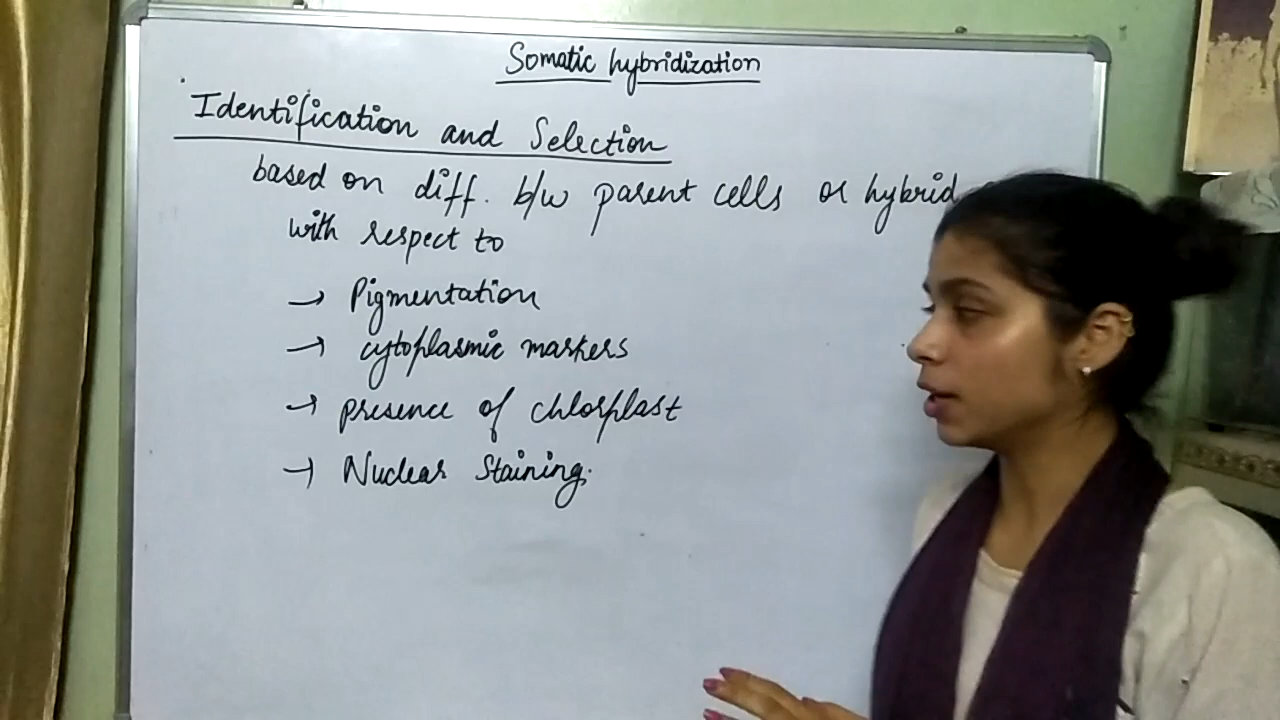 Somatic hybridization
Identification and Selection
based on diff. b/w parent cells or hybrid
with respect to
→ Pigmentation
→ cytoplasmic markers
→ presence of chlorplast
→ Nuclear Staining.